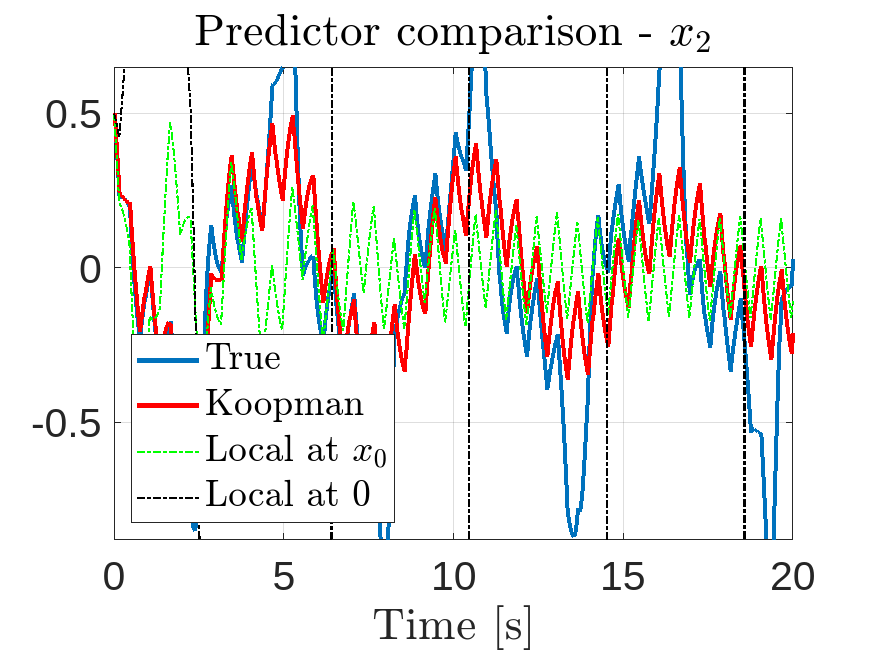 Predictor comparison - x₂
0.5
0
-0.5
True
Koopman
Local at x₀
Local at 0
0 5 10 15 20
Time [s]